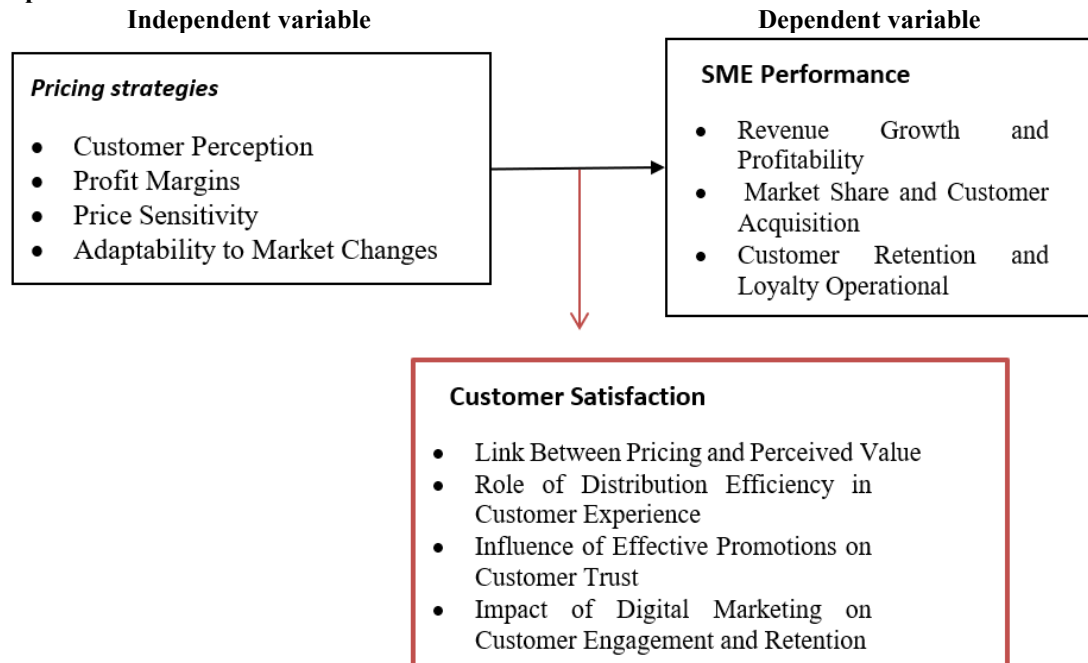 Independent variable
Dependent variable
Pricing strategies
• Customer Perception
• Profit Margins
• Price Sensitivity
• Adaptability to Market Changes
SME Performance
• Revenue Growth and
Profitability
• Market Share and Customer
Acquisition
• Customer Retention and
Loyalty Operational
Customer Satisfaction
• Link Between Pricing and Perceived Value
• Role of Distribution Efficiency in
Customer Experience
• Influence of Effective Promotions on
Customer Trust
• Impact of Digital Marketing on
Customer Engagement and Retention